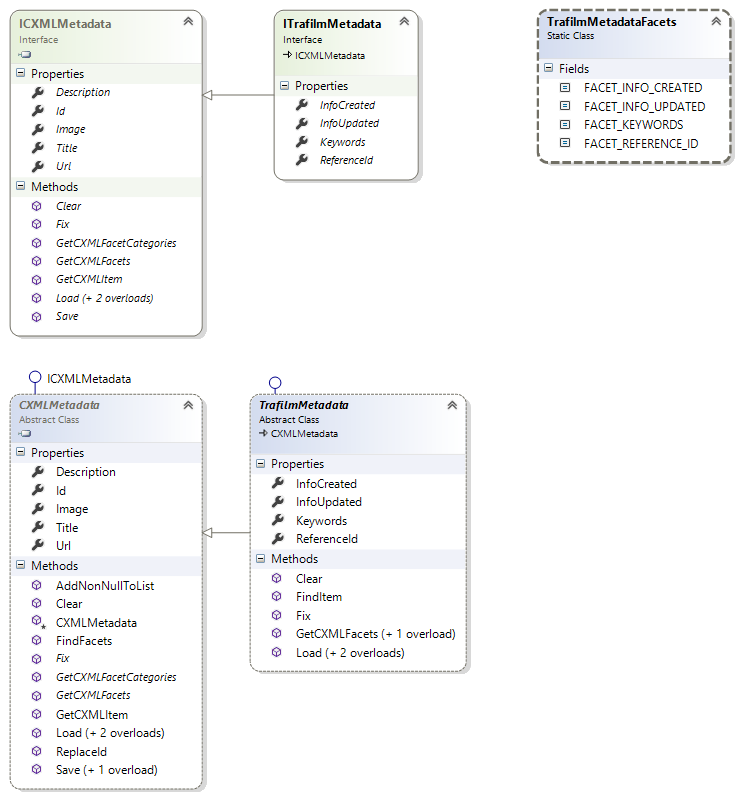 ICXMLMetadata
Interface
Properties
Description
Id
Image
Title
Url
Methods
Clear
Fix
GetCXMLFacetCategories
GetCXMLFacets
GetCXMLItem
Load (+ 2 overloads)
Save
ITrafilmMetadata
Interface
ICXMLMetadata
Properties
InfoCreated
InfoUpdated
Keywords
ReferenceId
TrafilmMetadataFacets
Static Class
Fields
FACET_INFO_CREATED
FACET_INFO_UPDATED
FACET_KEYWORDS
FACET_REFERENCE_ID
ICXMLMetadata
CXMLMetadata
Abstract Class
Properties
Description
Id
Image
Title
Url
Methods
AddNonNullToList
Clear
CXMLMetadata
FindFacets
Fix
GetCXMLFacetCategories
GetCXMLFacets
GetCXMLItem
Load (+ 2 overloads)
ReplaceId
Save (+ 1 overload)
TrafilmMetadata
Abstract Class
CXMLMetadata
Properties
InfoCreated
InfoUpdated
Keywords
ReferenceId
Methods
Clear
FindItem
Fix
GetCXMLFacets (+ 1 overload)
Load (+ 2 overloads)